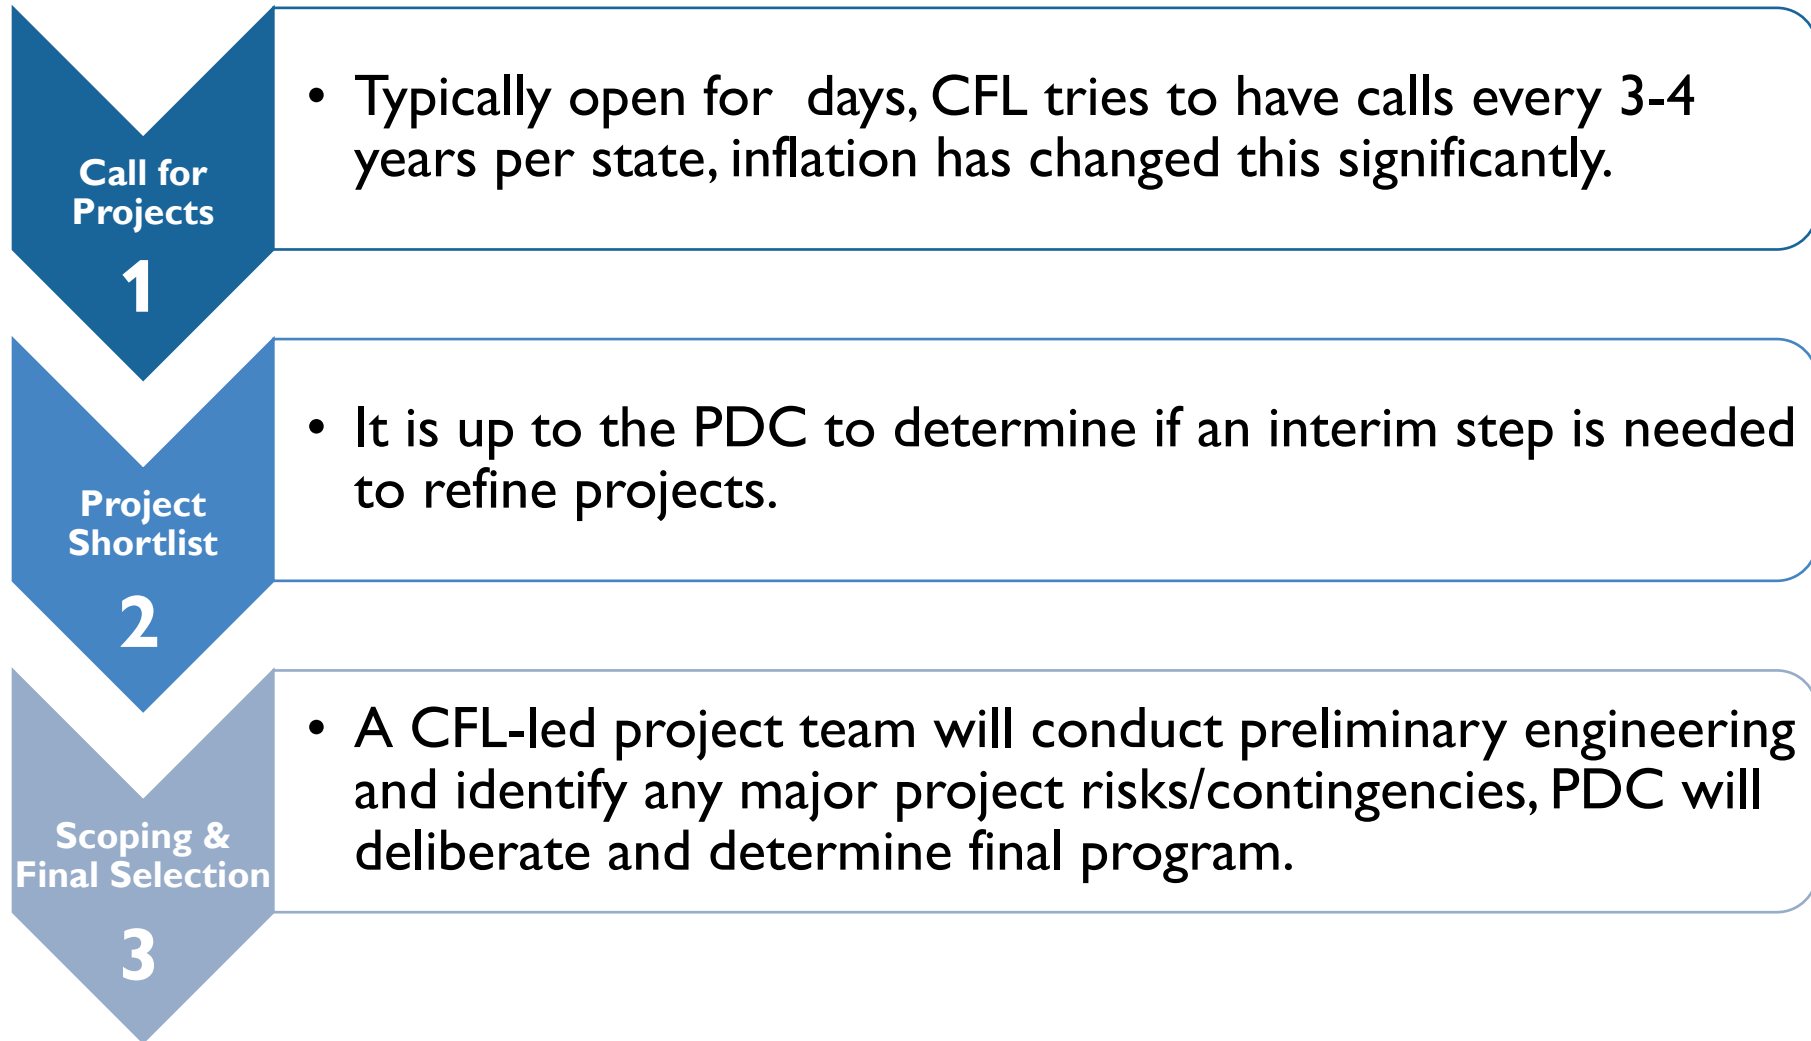 Call for
Projects
1
• Typically open for  days, CFL tries to have calls every 3-4
years per state, inflation has changed this significantly.
Project
Shortlist
2
• It is up to the PDC to determine if an interim step is needed
to refine projects.
Scoping &
Final Selection
3
• A CFL-led project team will conduct preliminary engineering
and identify any major project risks/contingencies, PDC will
deliberate and determine final program.